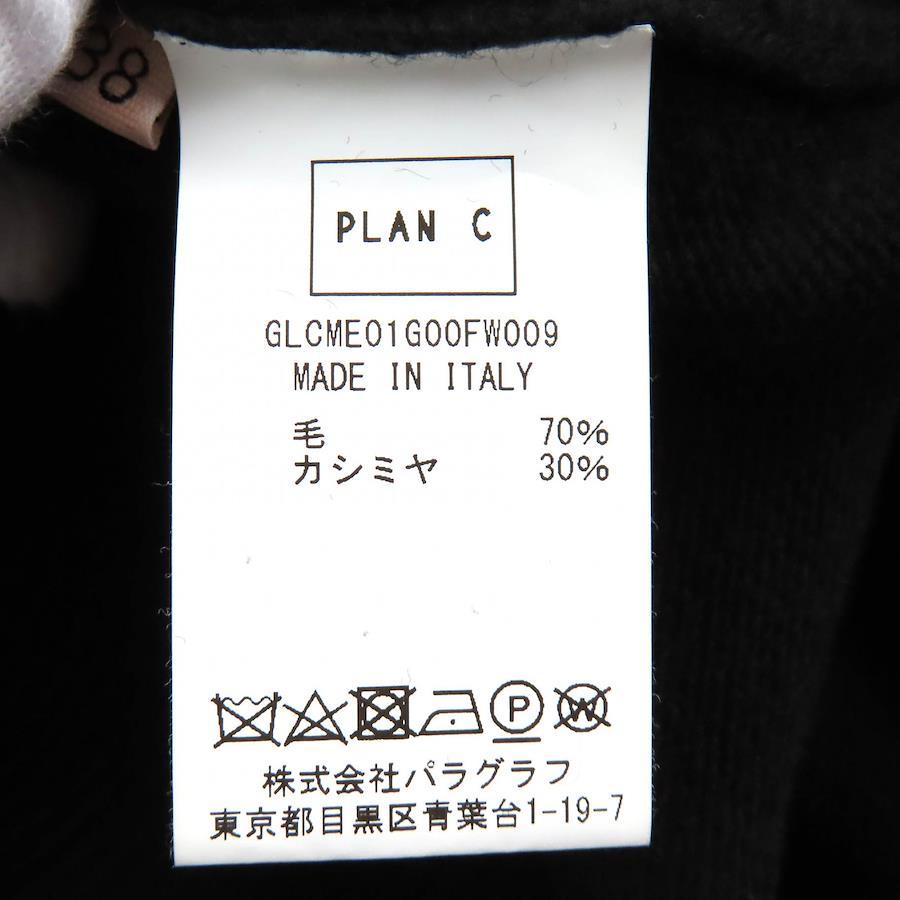 38
PLAN C
GLCME01G00FW009
MADE IN ITALY
毛 70%
カシミヤ 30%
P W
株式会社パラグラフ
東京都目黒区青葉台1-19-7